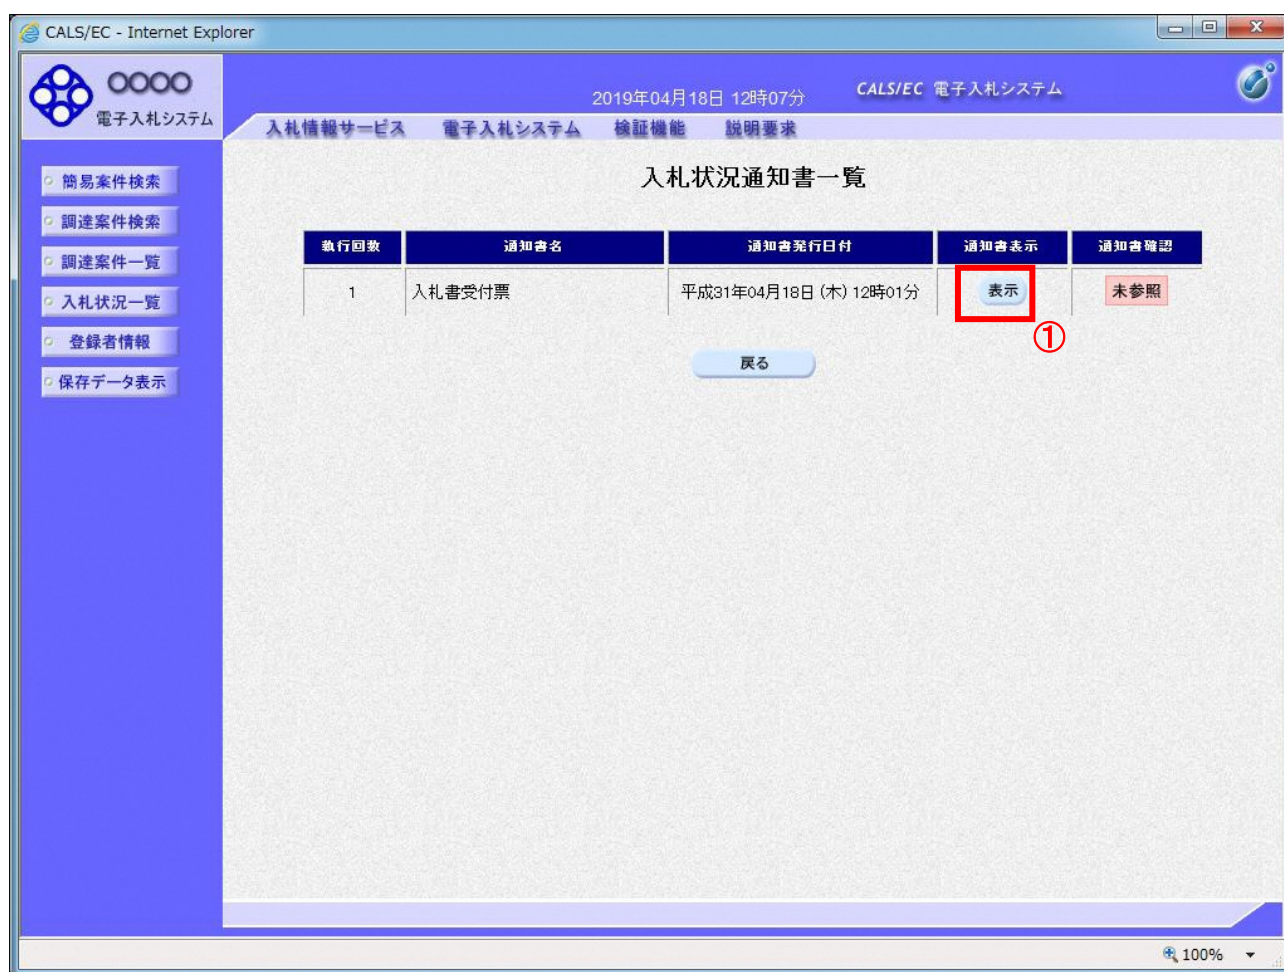 CALS/EC - Internet Explorer
OOOO
電子入札システム
2019年04月18日 12時07分
CALS/EC 電子入札システム
入札情報サービス 電子入札システム 検証機能 説明要求
簡易案件検索
調達案件検索
調達案件一覧
入札状況一覧
登録者情報
保存データ表示
入札状況通知書一覧
執行回数 通知書名 通知書発行日付 通知書表示 通知書確認
1 入札書受付票 平成31年04月18日 (木) 12時01分 表示 未参照
①
戻る
100%